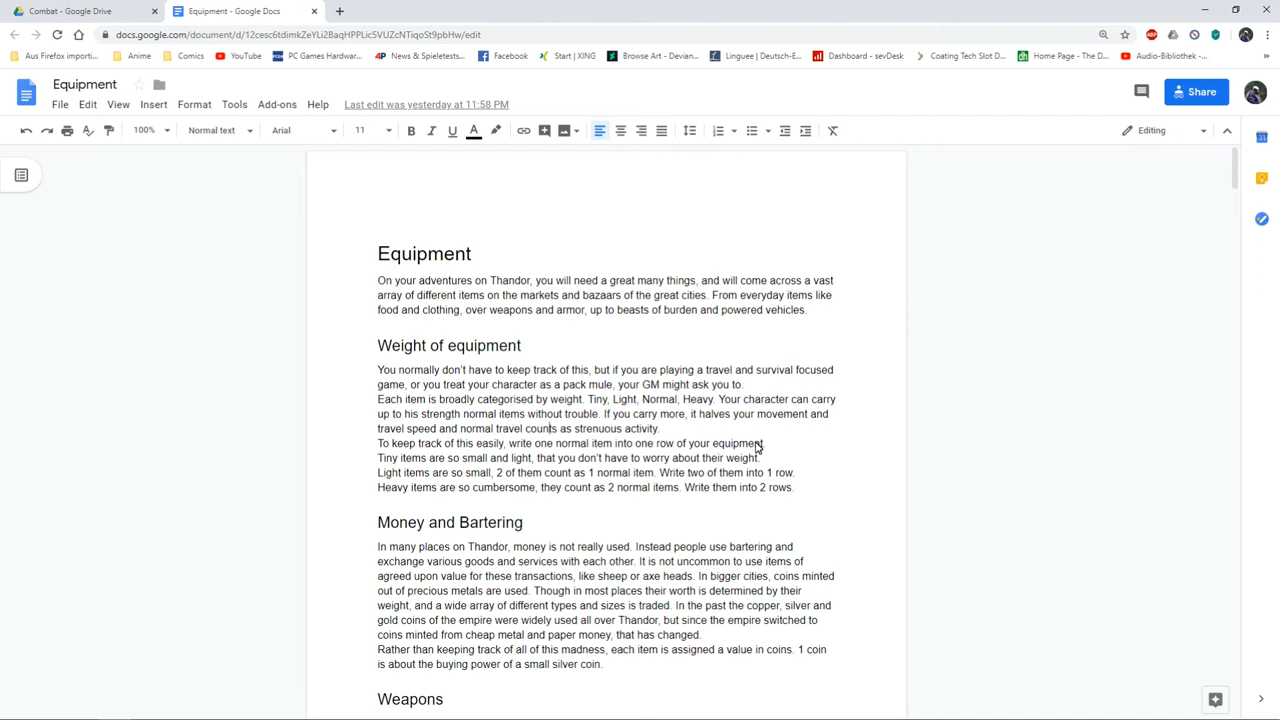 Combat - Google Drive
Equipment - Google Docs
docs.google.com/document/d/12cesc6tdimkZeYLi2BaqHPPLic5VUZcNTiqoSt9pbHw/edit
Aus Firefox importi...
Anime
Comics
YouTube
PC Games Hardwar...
News & Spieletests...
Facebook
Start | XING
Browse Art - Devian...
Linguee | Deutsch-E...
Dashboard - sevDesk
Coating Tech Slot D...
Home Page - The D...
Audio-Bibliothek -...
Equipment
File Edit View Insert Format Tools Add-ons Help Last edit was yesterday at 11:58 PM
Share
100% Normal text Arial 11 B I U A Editing
Equipment
On your adventures on Thandor, you will need a great many things, and will come across a vast
array of different items on the markets and bazaars of the great cities. From everyday items like
food and clothing, over weapons and armor, up to beasts of burden and powered vehicles.
Weight of equipment
You normally don't have to keep track of this, but if you are playing a travel and survival focused
game, or you treat your character as a pack mule, your GM might ask you to.
Each item is broadly categorised by weight. Tiny, Light, Normal, Heavy. Your character can carry
up to his strength normal items without trouble. If you carry more, it halves your movement and
travel speed and normal travel counts as strenuous activity.
To keep track of this easily, write one normal item into one row of your equipment.
Tiny items are so small and light, that you don't have to worry about their weight.
Light items are so small, 2 of them count as 1 normal item. Write two of them into 1 row.
Heavy items are so cumbersome, they count as 2 normal items. Write them into 2 rows.
Money and Bartering
In many places on Thandor, money is not really used. Instead people use bartering and
exchange various goods and services with each other. It is not uncommon to use items of
agreed upon value for these transactions, like sheep or axe heads. In bigger cities, coins minted
out of precious metals are used. Though in most places their worth is determined by their
weight, and a wide array of different types and sizes is traded. In the past the copper, silver and
gold coins of the empire were widely used all over Thandor, but since the empire switched to
coins minted from cheap metal and paper money, that has changed.
Rather than keeping track of all of this madness, each item is assigned a value in coins. 1 coin
is about the buying power of a small silver coin.
Weapons